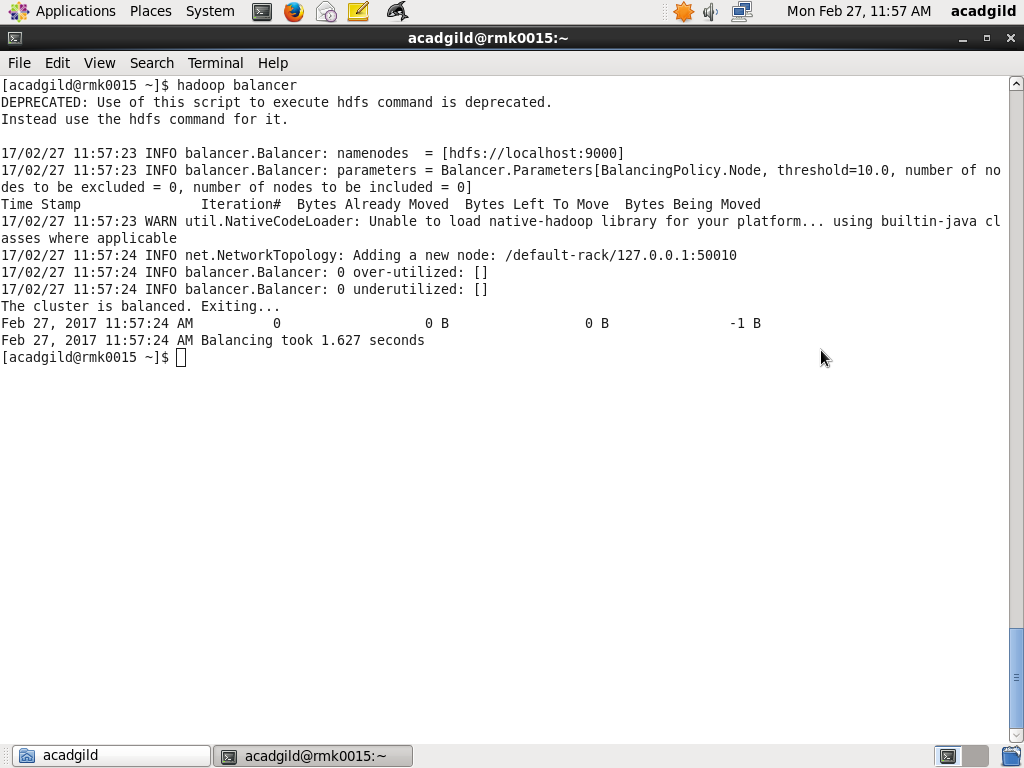 Applications Places System Mon Feb 27, 11:57 AM acadgild
acadgild@rmk0015:~
File Edit View Search Terminal Help
[acadgild@rmk0015 ~]$ hadoop balancer
DEPRECATED: Use of this script to execute hdfs command is deprecated.
Instead use the hdfs command for it.
17/02/27 11:57:23 INFO balancer.Balancer: namenodes  = [hdfs://localhost:9000]
17/02/27 11:57:23 INFO balancer.Balancer: parameters = Balancer.Parameters[BalancingPolicy.Node, threshold=10.0, number of no
des to be excluded = 0, number of nodes to be included = 0]
Time Stamp               Iteration#  Bytes Already Moved  Bytes Left To Move  Bytes Being Moved
17/02/27 11:57:23 WARN util.NativeCodeLoader: Unable to load native-hadoop library for your platform... using builtin-java cl
asses where applicable
17/02/27 11:57:24 INFO net.NetworkTopology: Adding a new node: /default-rack/127.0.0.1:50010
17/02/27 11:57:24 INFO balancer.Balancer: 0 over-utilized: []
17/02/27 11:57:24 INFO balancer.Balancer: 0 underutilized: []
The cluster is balanced. Exiting...
Feb 27, 2017 11:57:24 AM          0                  0 B                 0 B               -1 B
Feb 27, 2017 11:57:24 AM Balancing took 1.627 seconds
[acadgild@rmk0015 ~]$
acadgild acadgild@rmk0015:~